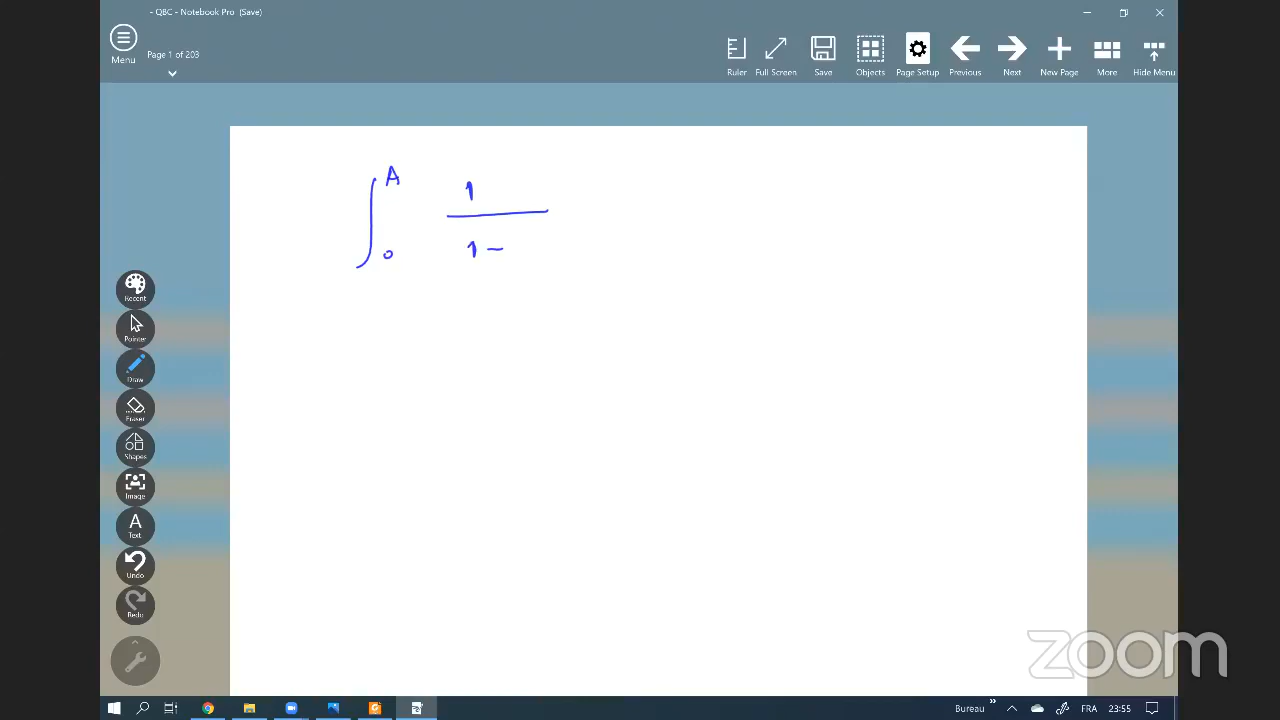 - QBC - Notebook Pro (Save)
Menu
Page 1 of 203
Ruler
Full Screen
Save
Objects
Page Setup
Previous
Next
New Page
More
Hide Menu
∫ A 0
1
1 -
Recent
Pointer
Draw
Eraser
Shapes
Image
A
Text
Undo
Redo
zoom
Bureau
»
FRA
23:55